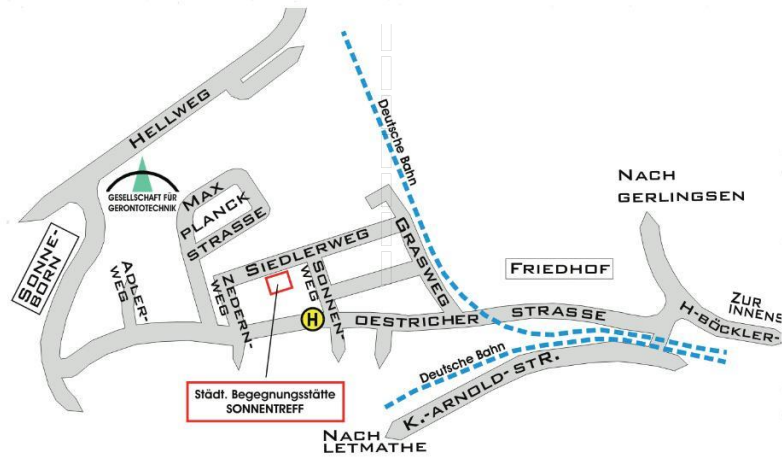 HELLWEG
Deutsche Bahn
GESELLSCHAFT FÜR
GERONTOTECHNIK
MAX
PLANCK
STRASSE
NACH
GERLINGSEN
SONNE-
BORN
ADLER-
WEG
NEDERN-
WEG
SIEDLERWEG
SONNEN-
WEG
GRASWEG
FRIEDHOF
ZUR
INNENS
H-BÖCKLER-
H
OESTRICHER STRASSE
Deutsche Bahn
K.-ARNOLD-STR.
Städt. Begegnungsstätte
SONNENTREFF
NACH
LETMATHE